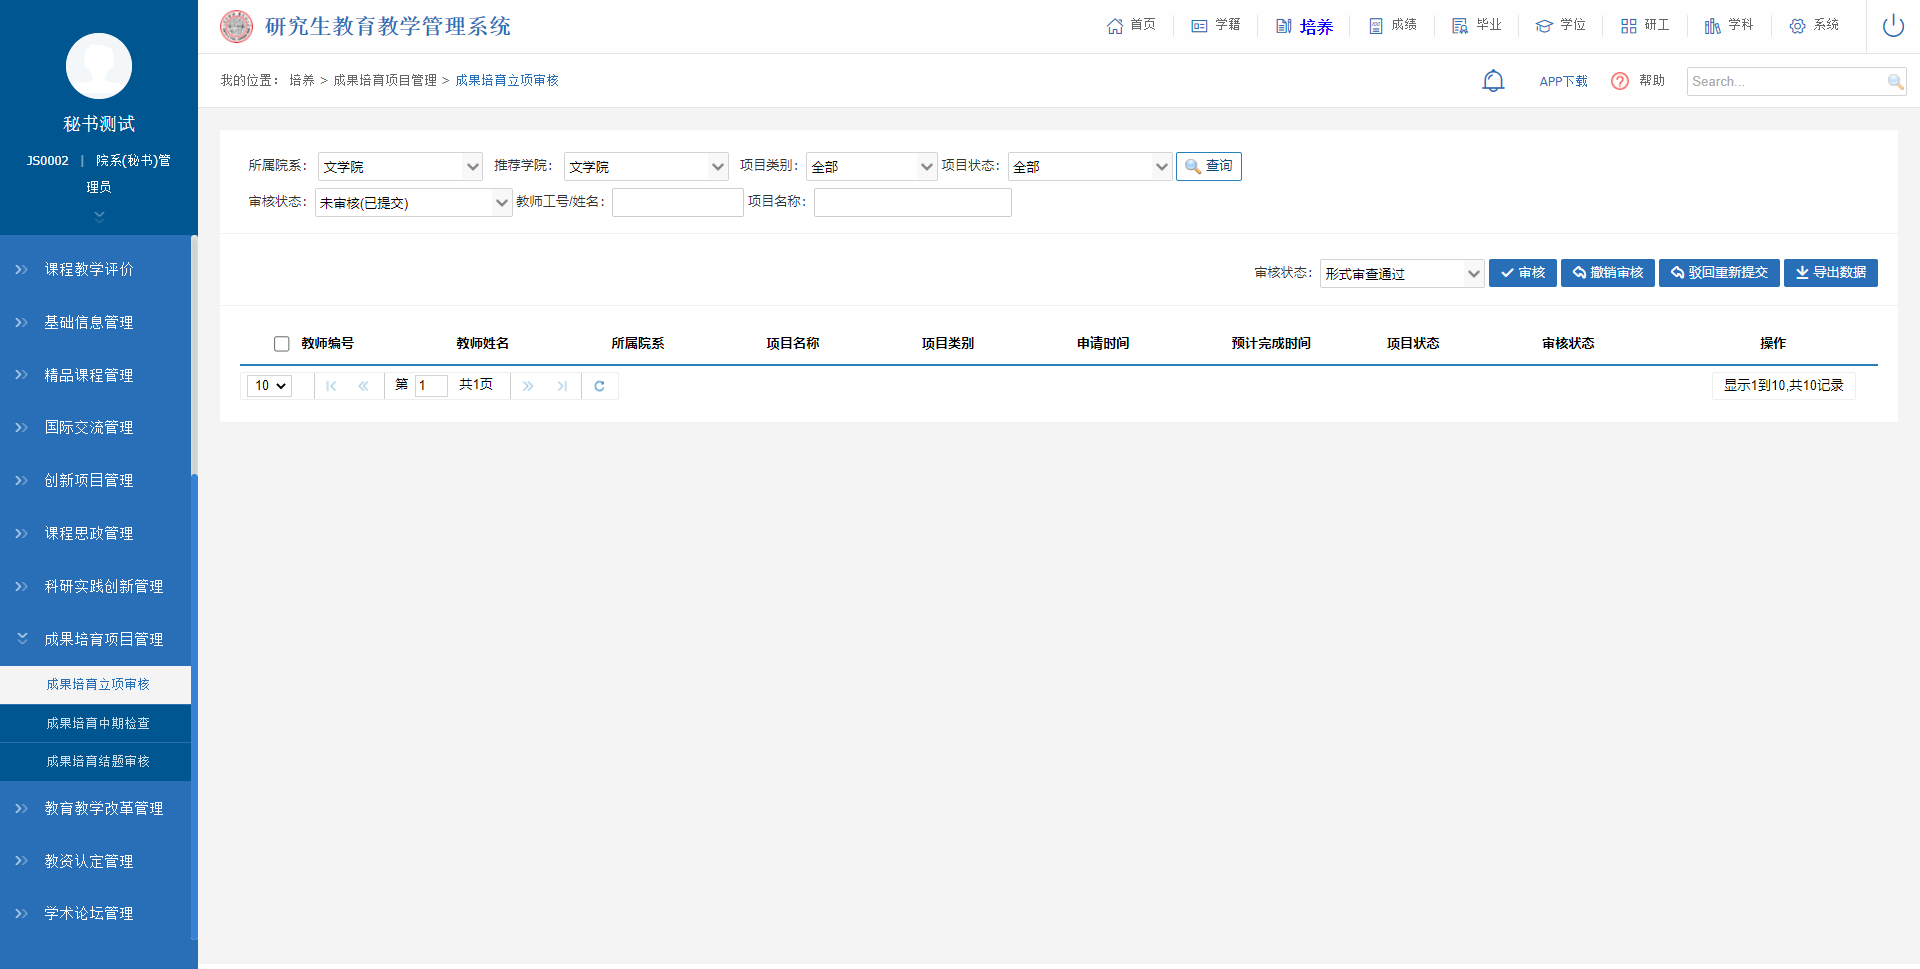 研究生教育教学管理系统
首页
学籍
培养
成绩
毕业
学位
研工
学科
系统
秘书测试
JS0002 | 院系(秘书)管
理员
我的位置： 培养 > 成果培育项目管理 > 成果培育立项审核
APP下载
帮助
Search...
所属院系： 文学院 推荐学院： 文学院 项目类别： 全部 项目状态： 全部 查询
审核状态： 未审核(已提交) 教师工号/姓名： 项目名称：
审核状态： 形式审查通过 审核 撤销审核 驳回重新提交 导出数据
教师编号 教师姓名 所属院系 项目名称 项目类别 申请时间 预计完成时间 项目状态 审核状态 操作
10 第 1 共1页 显示1到10,共10记录
课程教学评价
基础信息管理
精品课程管理
国际交流管理
创新项目管理
课程思政管理
科研实践创新管理
成果培育项目管理
成果培育立项审核
成果培育中期检查
成果培育结题审核
教育教学改革管理
教资认定管理
学术论坛管理